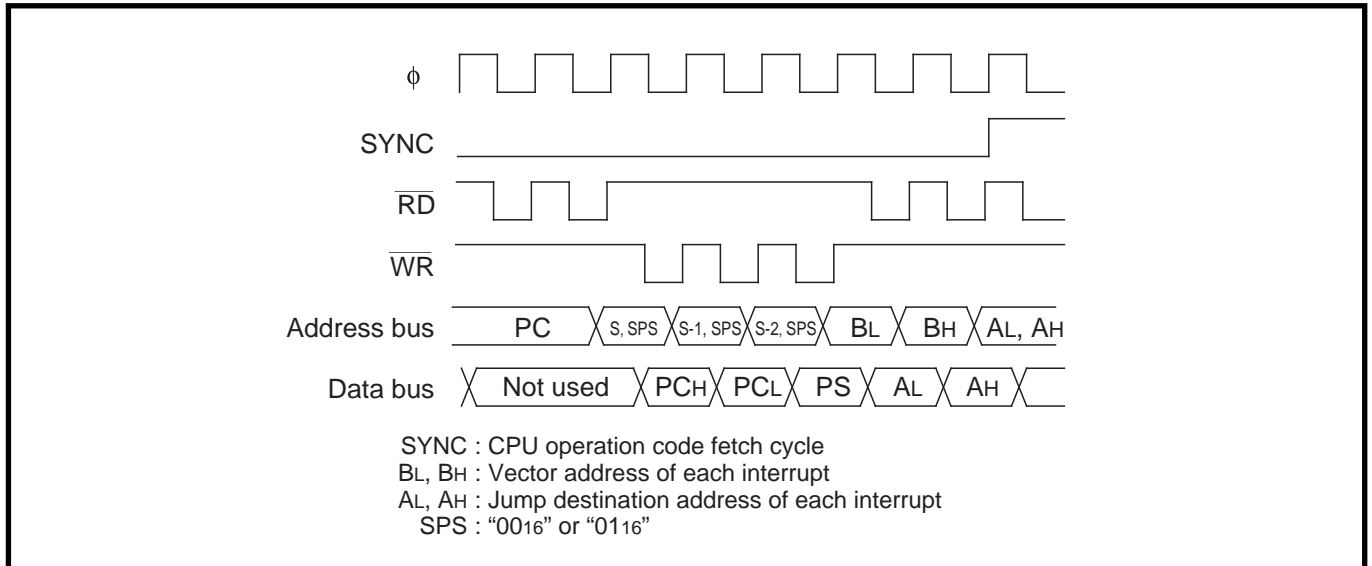 ϕ
SYNC
RD
WR
Address bus PC S, SPS S-1, SPS S-2, SPS BL BH AL, AH
Data bus Not used PCH PCL PS AL AH
SYNC : CPU operation code fetch cycle
BL, BH : Vector address of each interrupt
AL, AH : Jump destination address of each interrupt
SPS : “0016” or “0116”